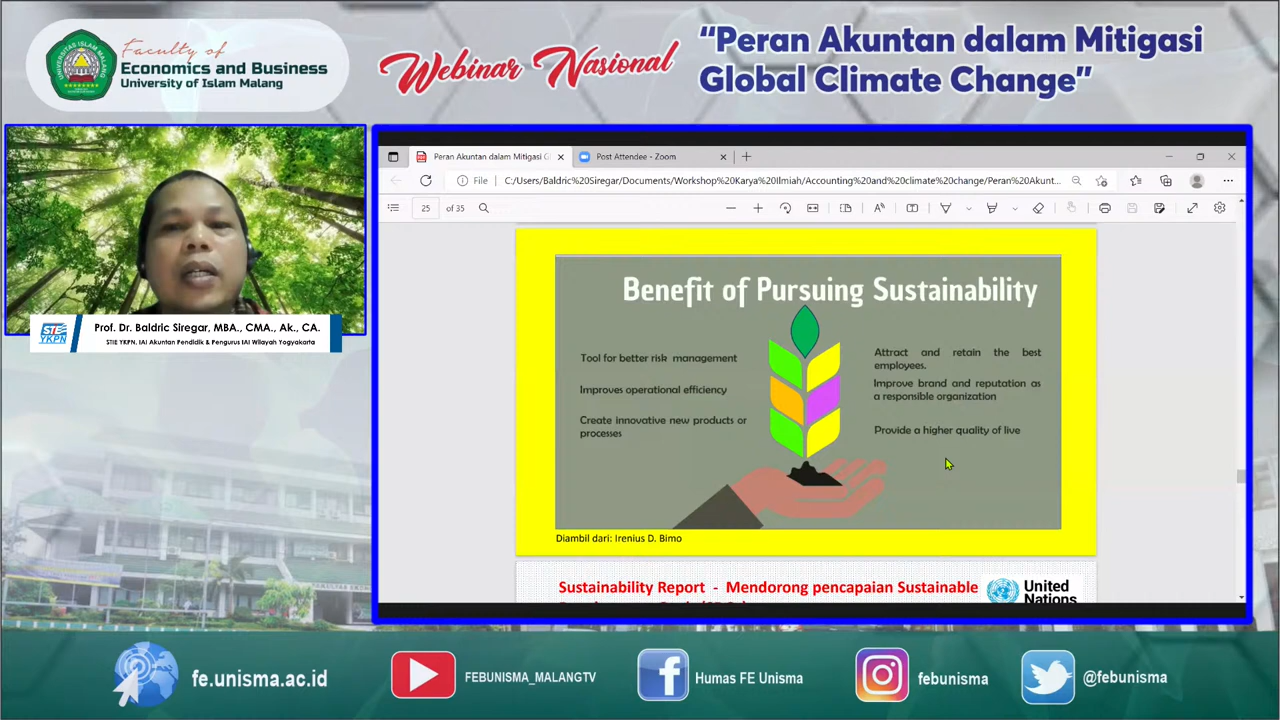 Faculty of
Economics and Business
University of Islam Malang
UNIVERSITAS ISLAM MALANG
Webinar Nasional
“Peran Akuntan dalam Mitigasi
Global Climate Change”
Prof. Dr. Baldric Siregar, MBA., CMA., Ak., CA.
STIE YKPN, IAI Akuntan Pendidik & Pengurus IAI Wilayah Yogyakarta
STIE
YKPN
Peran Akuntan dalam Mitigasi Gl
Post Attendee - Zoom
File
C:/Users/Baldric%20Siregar/Documents/Workshop%20Karya%20Ilmiah/Accounting%20and%20climate%20change/Peran%20Akunt...
25 of 35
Benefit of Pursuing Sustainability
Tool for better risk management
Improves operational efficiency
Create innovative new products or
processes
Attract and retain the best
employees.
Improve brand and reputation as
a responsible organization
Provide a higher quality of live
Diambil dari: Irenius D. Bimo
Sustainability Report - Mendorong pencapaian Sustainable
United
Nations
fe.unisma.ac.id
FEBUNISMA_MALANGTV
Humas FE Unisma
febunisma
@febunisma